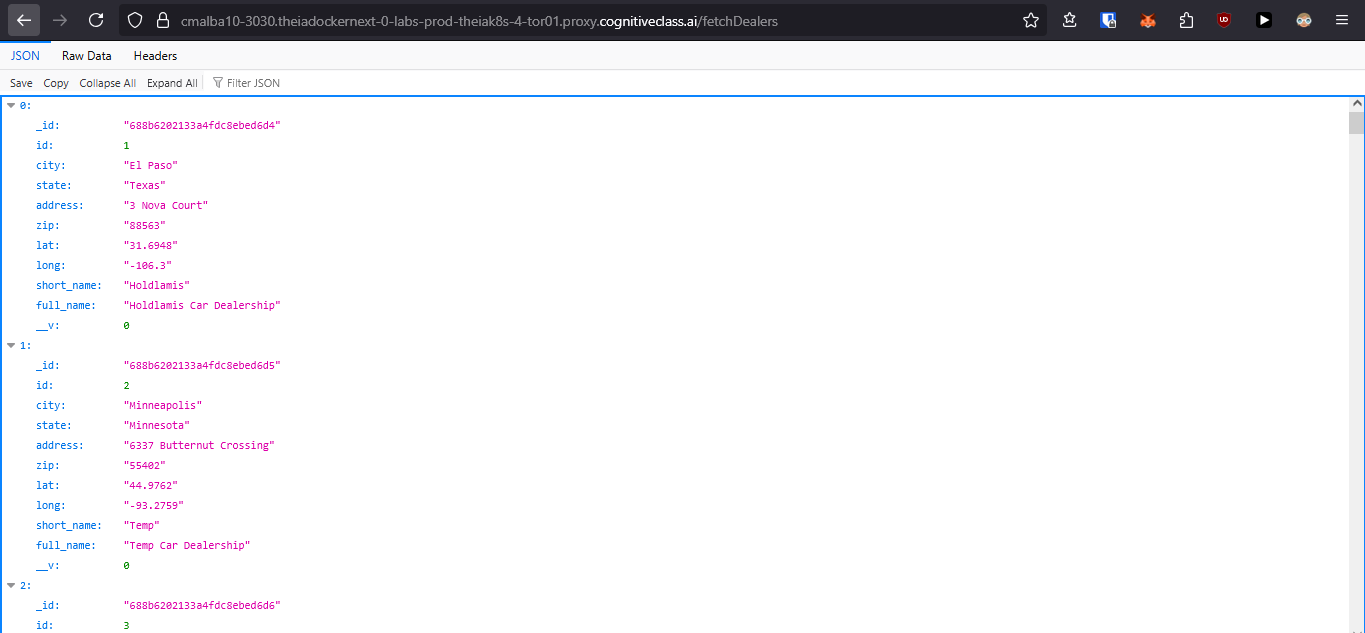 cmalba10-3030.theiadockernext-0-labs-prod-theiak8s-4-tor01.proxy.cognitiveclass.ai/fetchDealers
JSON Raw Data Headers
Save Copy Collapse All Expand All Filter JSON
0:
_id: "688b6202133a4fdc8ebed6d4"
id: 1
city: "El Paso"
state: "Texas"
address: "3 Nova Court"
zip: "88563"
lat: "31.6948"
long: "-106.3"
short_name: "Holdlamis"
full_name: "Holdlamis Car Dealership"
__v: 0
1:
_id: "688b6202133a4fdc8ebed6d5"
id: 2
city: "Minneapolis"
state: "Minnesota"
address: "6337 Butternut Crossing"
zip: "55402"
lat: "44.9762"
long: "-93.2759"
short_name: "Temp"
full_name: "Temp Car Dealership"
__v: 0
2:
_id: "688b6202133a4fdc8ebed6d6"
id: 3